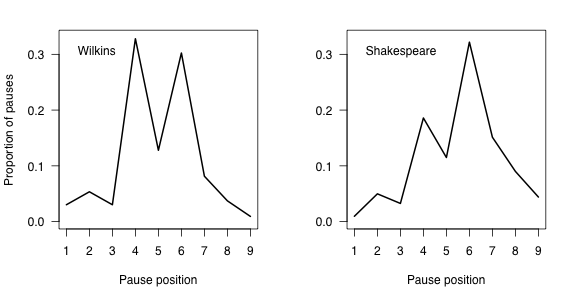 Wilkins
Proportion of pauses
0.3
0.2
0.1
0.0
1 2 3 4 5 6 7 8 9
Pause position
Shakespeare
0.3
0.2
0.1
0.0
1 2 3 4 5 6 7 8 9
Pause position